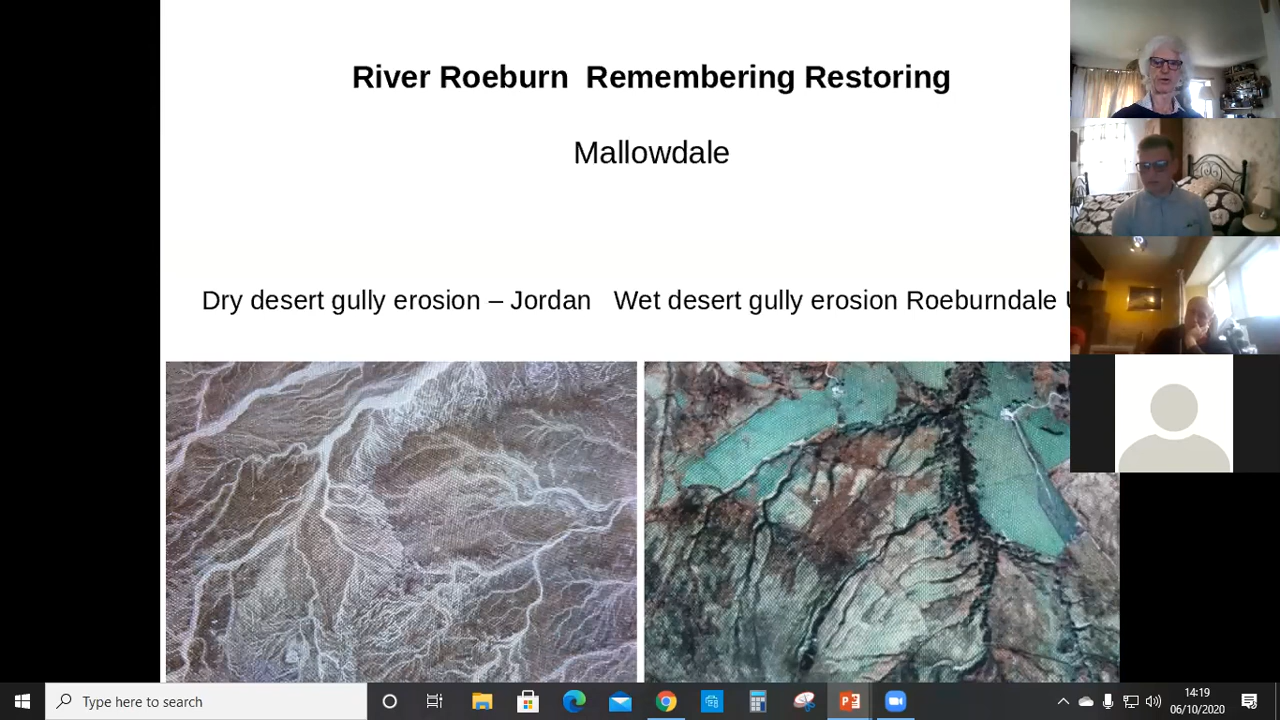 River Roeburn  Remembering Restoring
Mallowdale
Dry desert gully erosion – Jordan   Wet desert gully erosion Roeburndale
Type here to search
14:19
06/10/2020